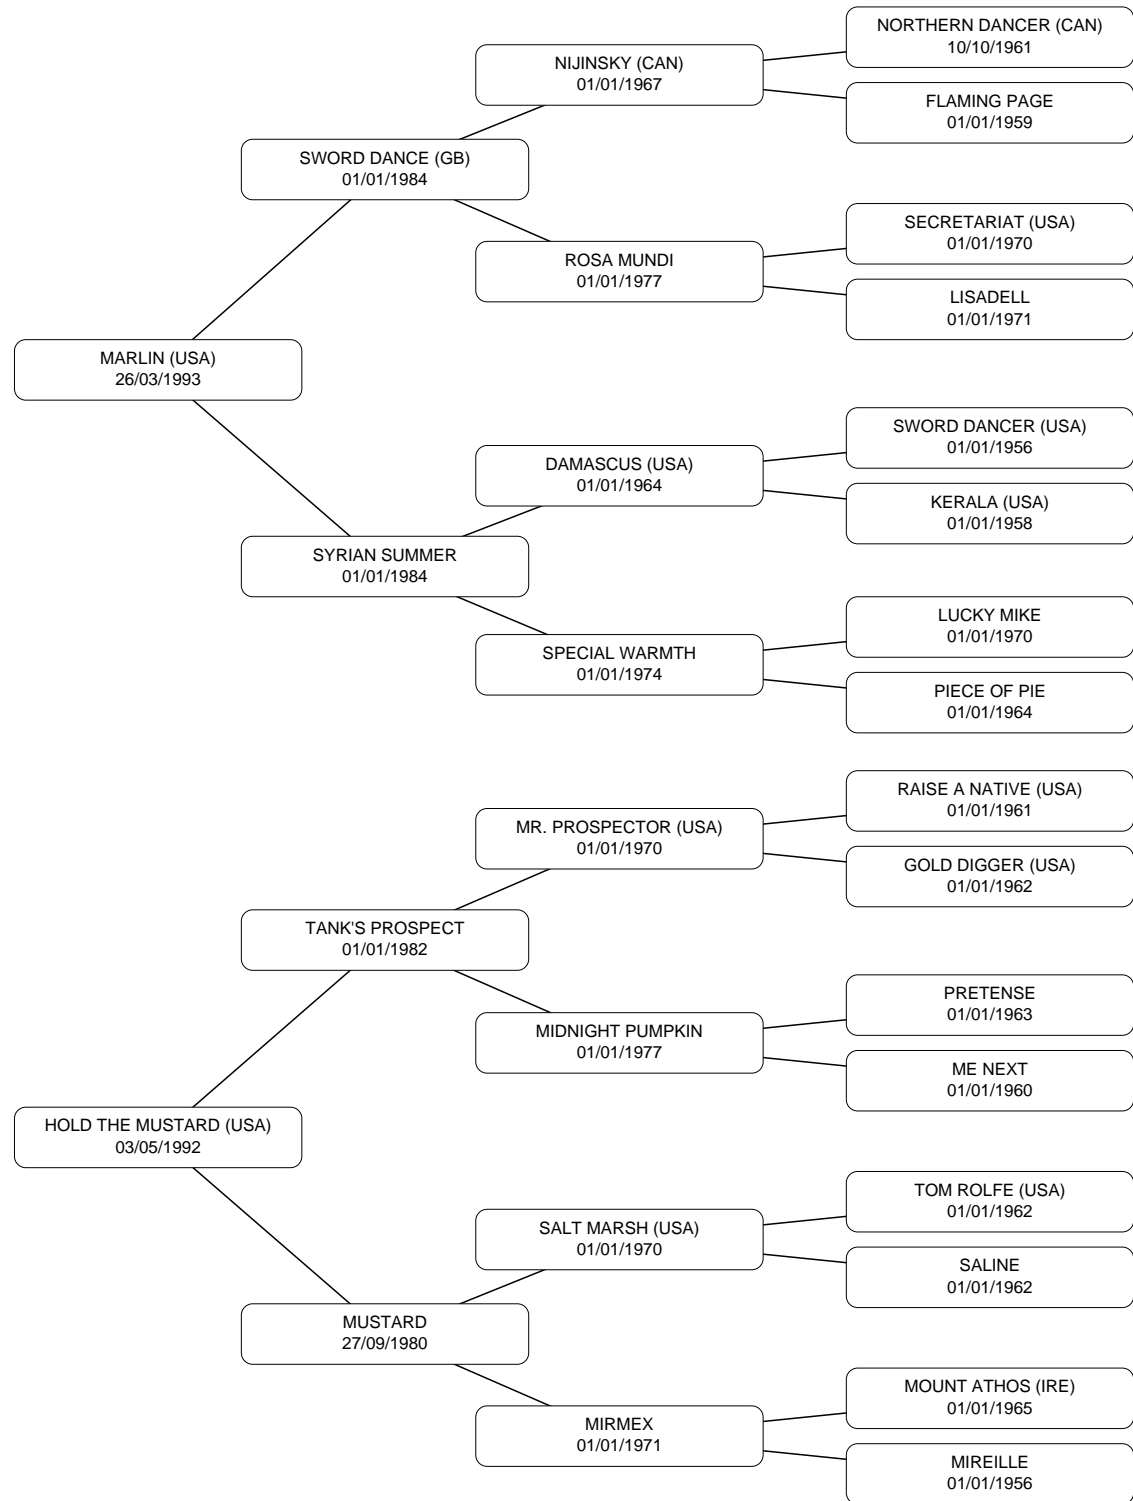 NORTHERN DANCER (CAN)
10/10/1961
NIJINSKY (CAN)
01/01/1967
FLAMING PAGE
01/01/1959
SWORD DANCE (GB)
01/01/1984
SECRETARIAT (USA)
01/01/1970
ROSA MUNDI
01/01/1977
LISADELL
01/01/1971
MARLIN (USA)
26/03/1993
SWORD DANCER (USA)
01/01/1956
DAMASCUS (USA)
01/01/1964
KERALA (USA)
01/01/1958
SYRIAN SUMMER
01/01/1984
LUCKY MIKE
01/01/1970
SPECIAL WARMTH
01/01/1974
PIECE OF PIE
01/01/1964
RAISE A NATIVE (USA)
01/01/1961
MR. PROSPECTOR (USA)
01/01/1970
GOLD DIGGER (USA)
01/01/1962
TANK'S PROSPECT
01/01/1982
PRETENSE
01/01/1963
MIDNIGHT PUMPKIN
01/01/1977
ME NEXT
01/01/1960
HOLD THE MUSTARD (USA)
03/05/1992
TOM ROLFE (USA)
01/01/1962
SALT MARSH (USA)
01/01/1970
SALINE
01/01/1962
MUSTARD
27/09/1980
MOUNT ATHOS (IRE)
01/01/1965
MIRMEX
01/01/1971
MIREILLE
01/01/1956